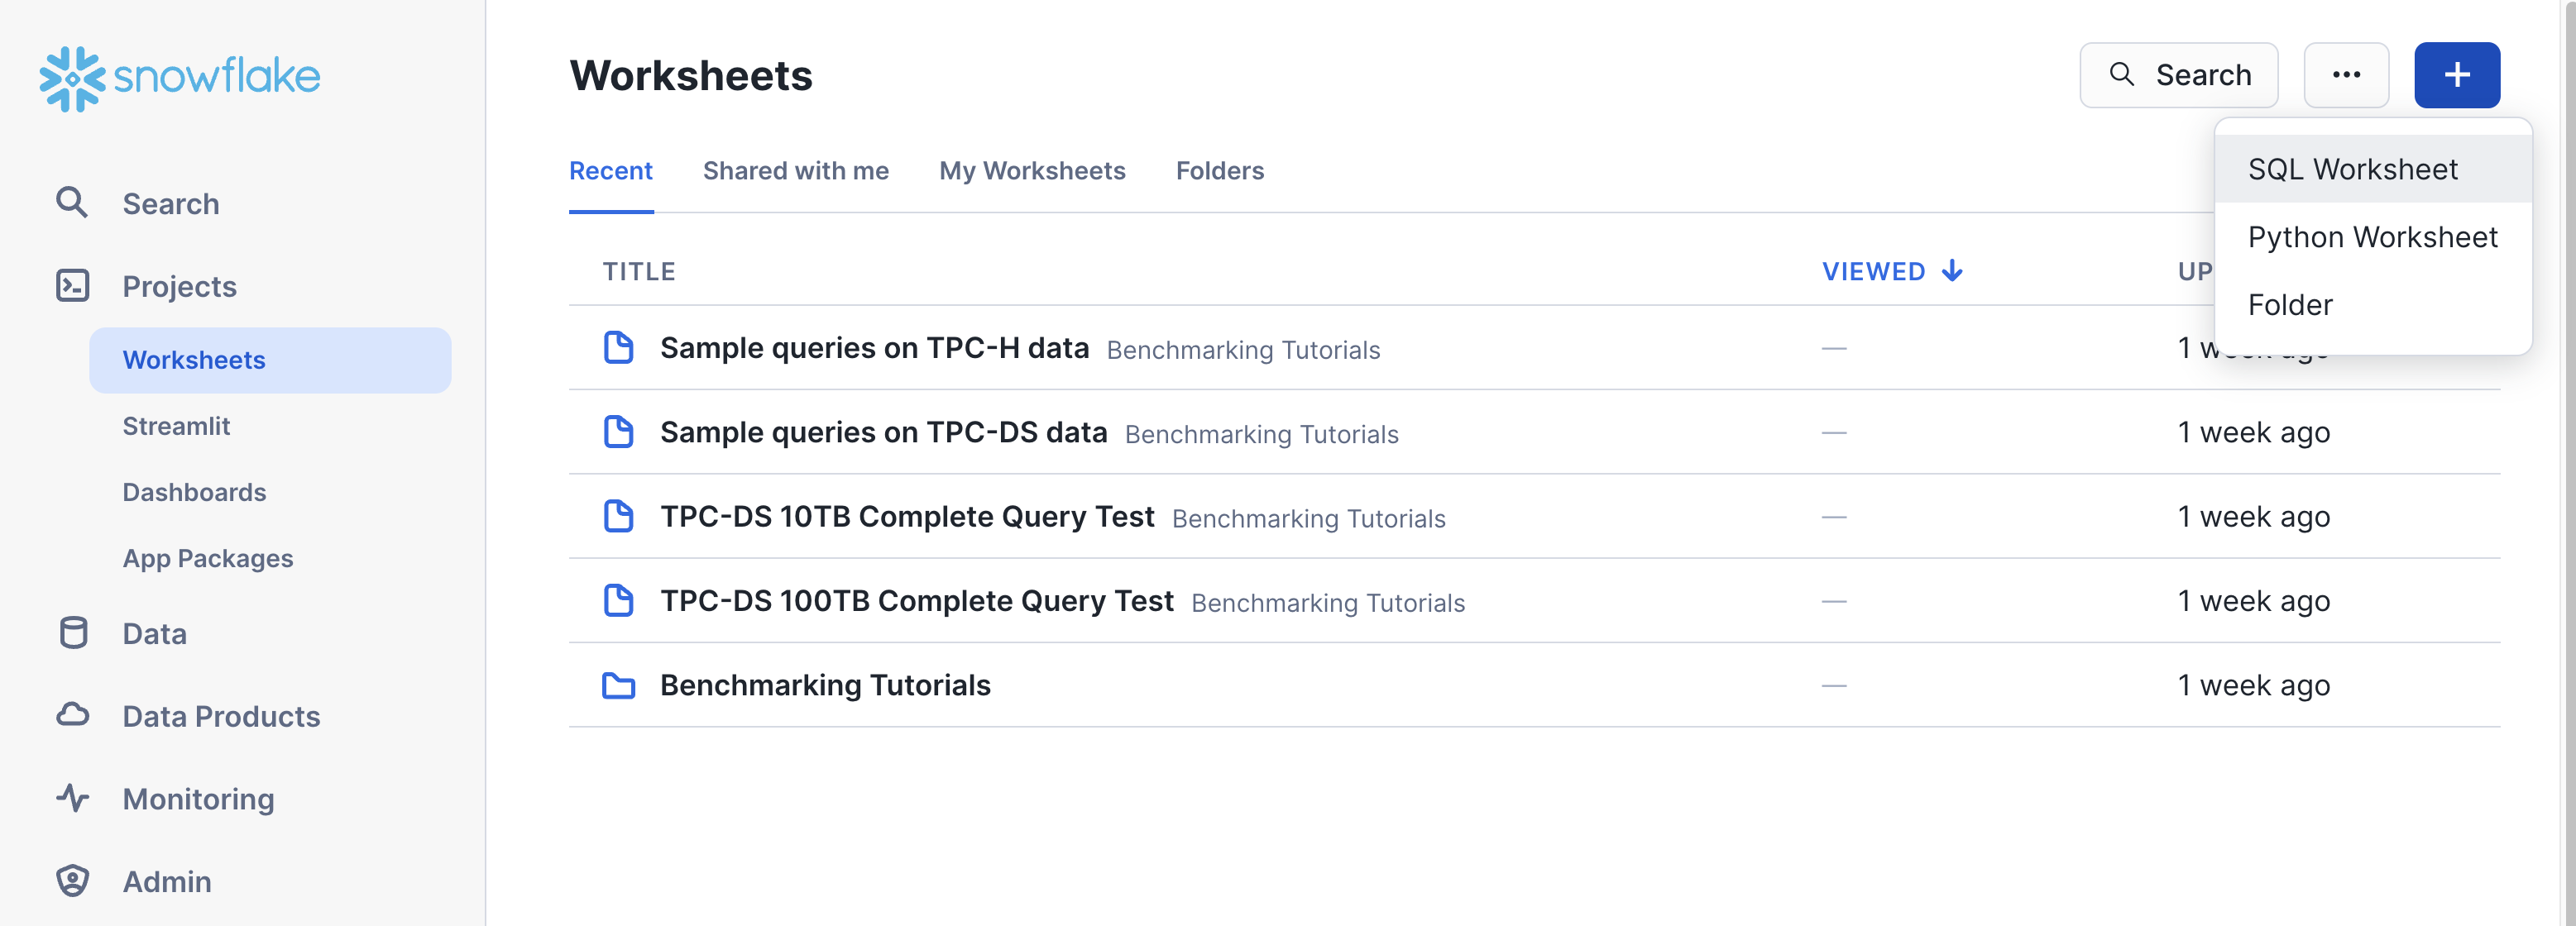 snowflake
Search
Projects
Worksheets
Streamlit
Dashboards
App Packages
Data
Data Products
Monitoring
Admin
Worksheets
Search
SQL Worksheet
Python Worksheet
Folder
Recent Shared with me My Worksheets Folders
TITLE VIEWED
Sample queries on TPC-H data Benchmarking Tutorials — 1 week ago
Sample queries on TPC-DS data Benchmarking Tutorials — 1 week ago
TPC-DS 10TB Complete Query Test Benchmarking Tutorials — 1 week ago
TPC-DS 100TB Complete Query Test Benchmarking Tutorials — 1 week ago
Benchmarking Tutorials — 1 week ago